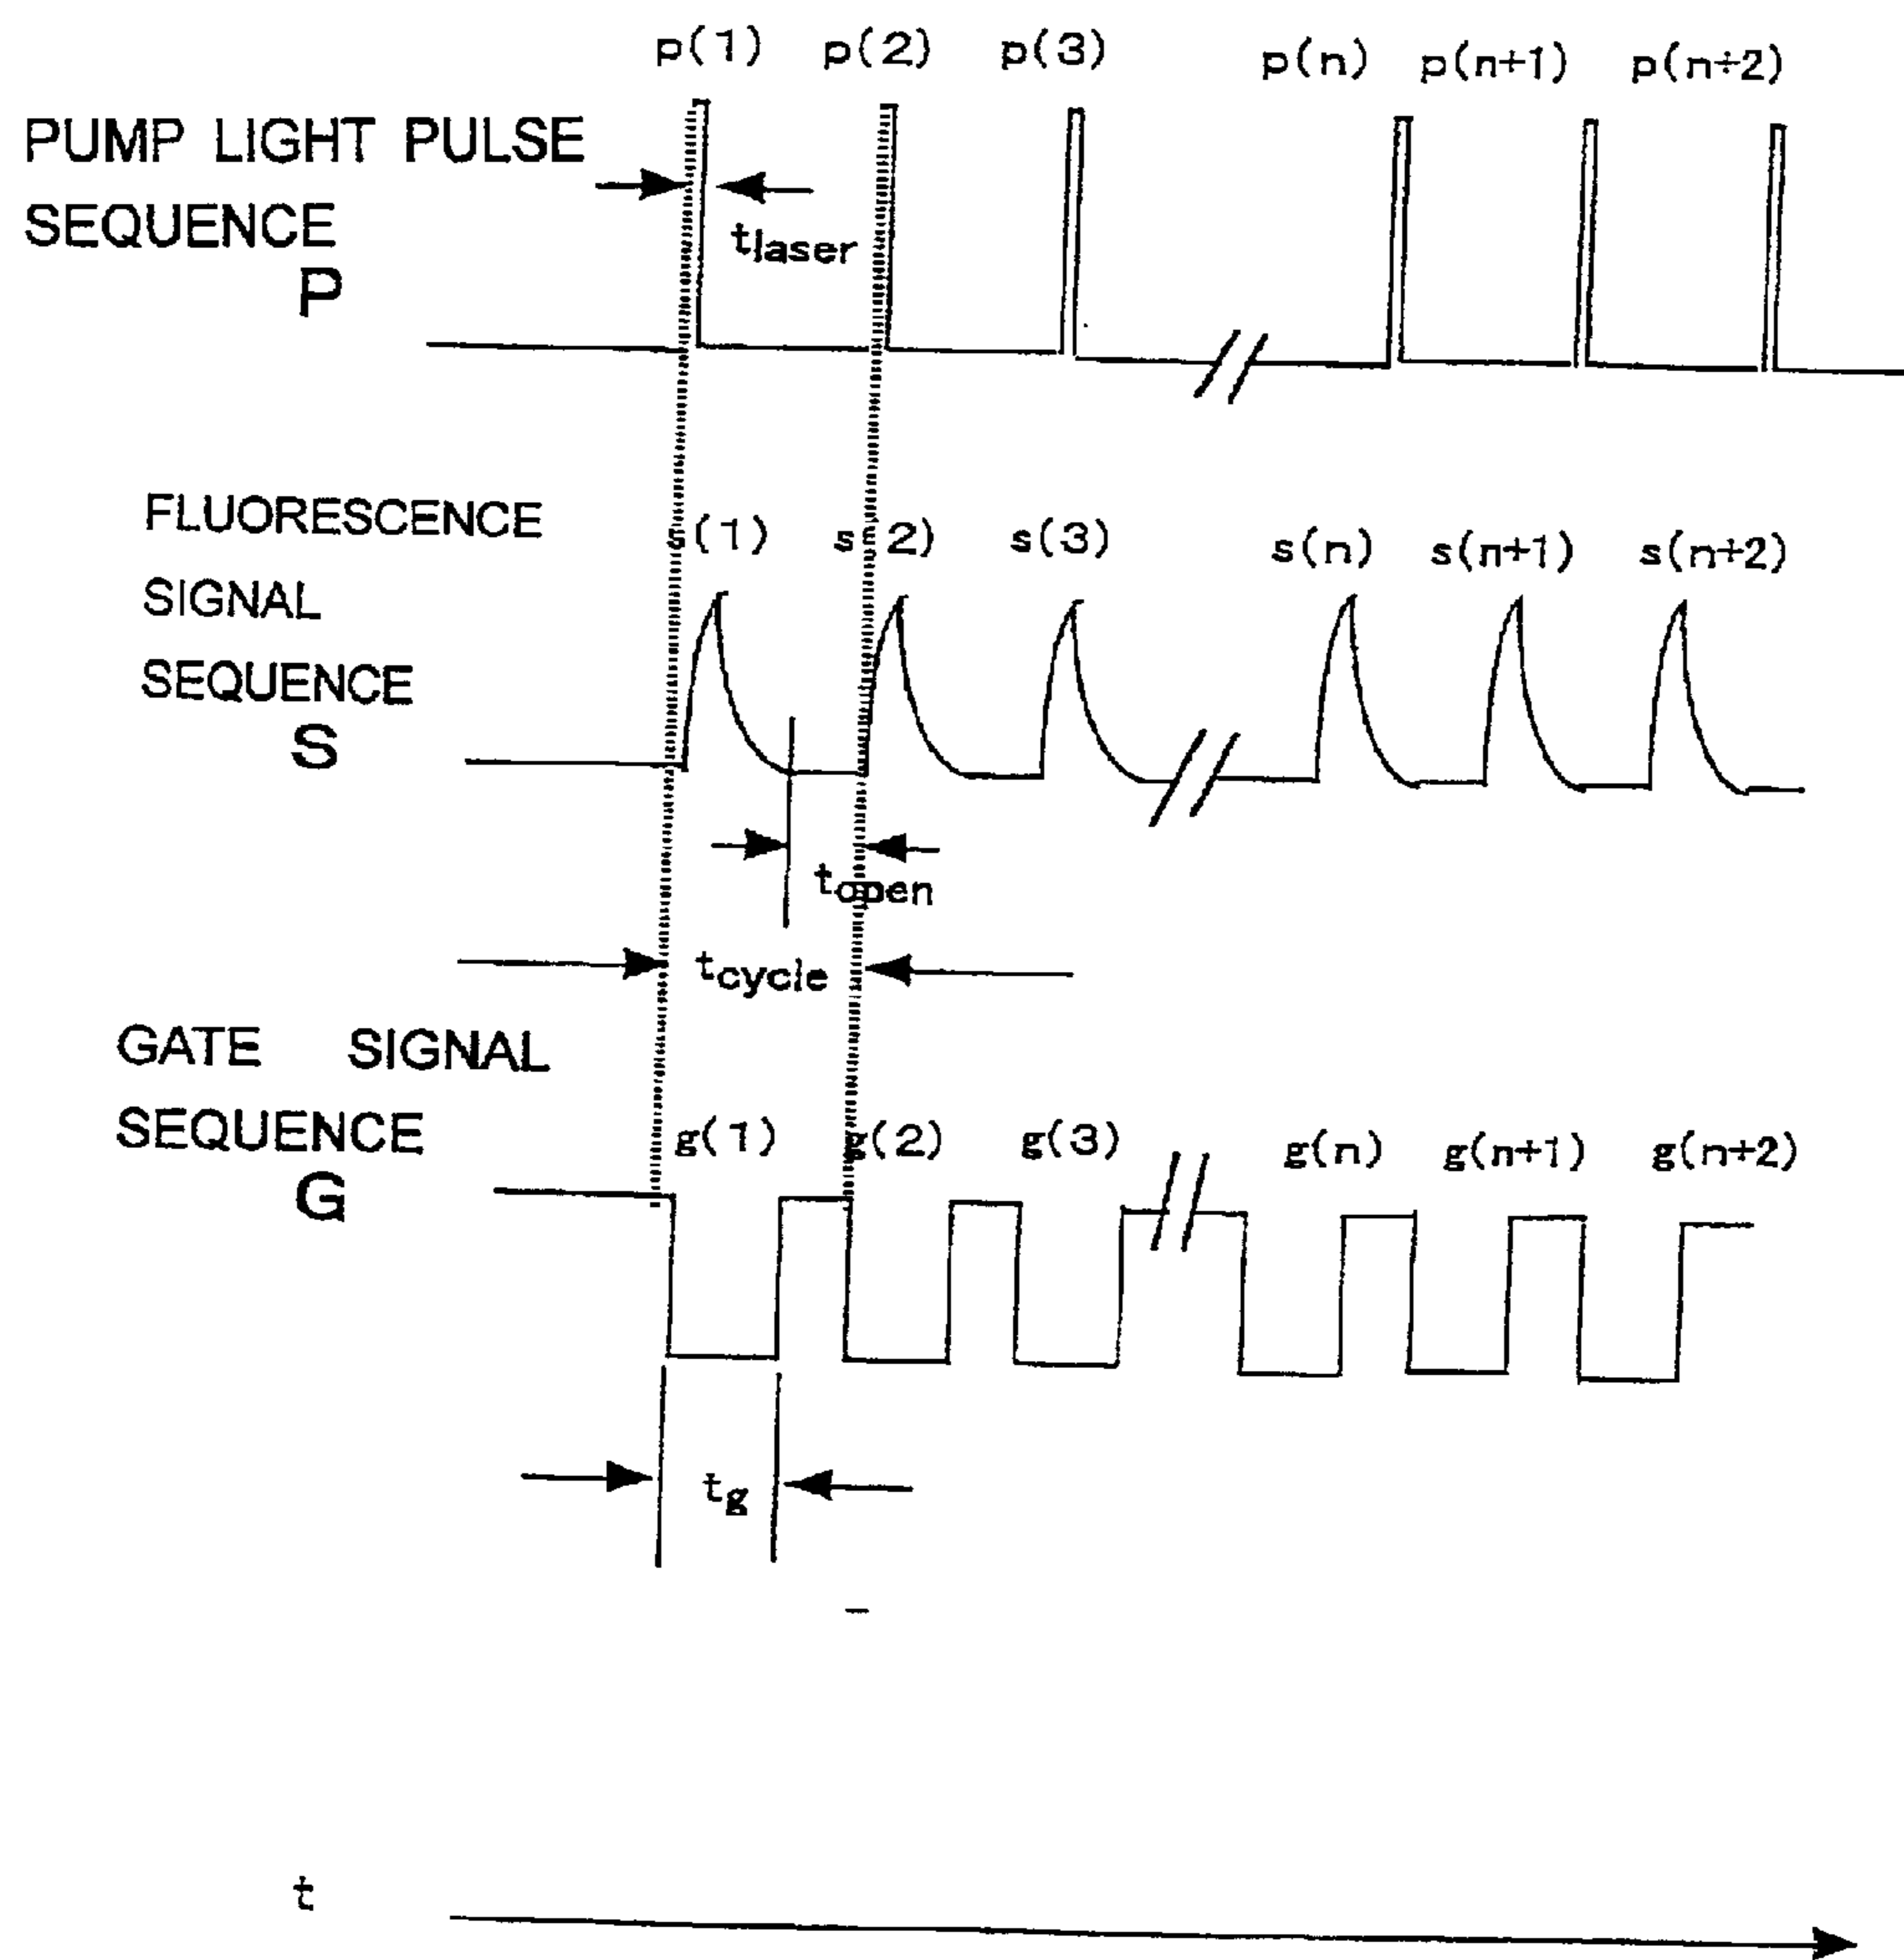 p(1) p(2) p(3) p(n) p(n+1) p(n+2)
PUMP LIGHT PULSE
SEQUENCE
P
tlaser
FLUORESCENCE
SIGNAL
SEQUENCE
S
s(1) s(2) s(3) s(n) s(n+1) s(n+2)
topen
tcycle
GATE SIGNAL
SEQUENCE
G
g(1) g(2) g(3) g(n) g(n+1) g(n+2)
tg
t